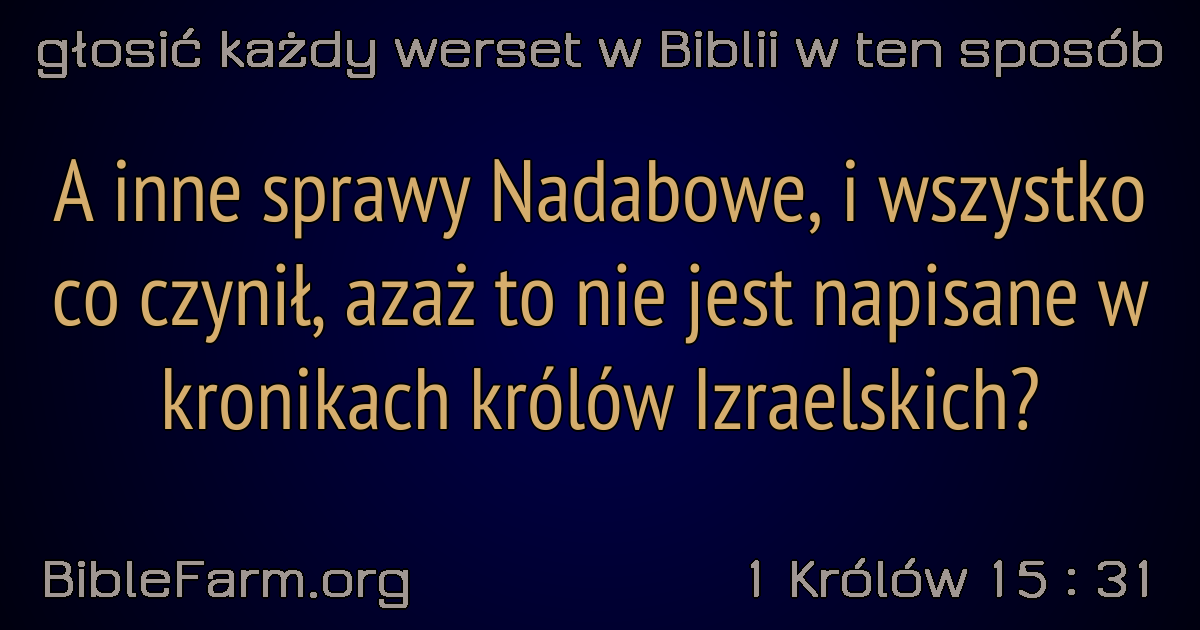 głosić każdy werset w Biblii w ten sposób
A inne sprawy Nadabowe, i wszystko
co czynił, azaż to nie jest napisane w
kronikach królów Izraelskich?
BibleFarm.org
1 Królów 15 : 31